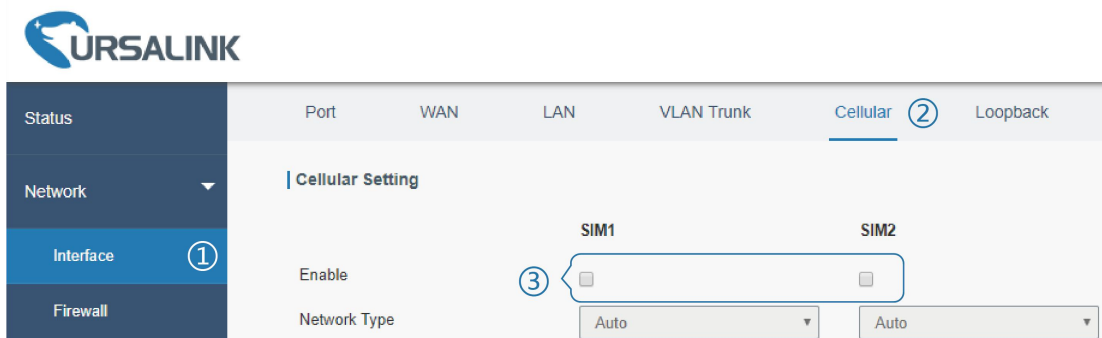 URSALINK
Status
Port WAN LAN VLAN Trunk Cellular ② Loopback
Network
Cellular Setting
SIM1 SIM2
Interface ①
Enable ③
Firewall
Network Type Auto Auto